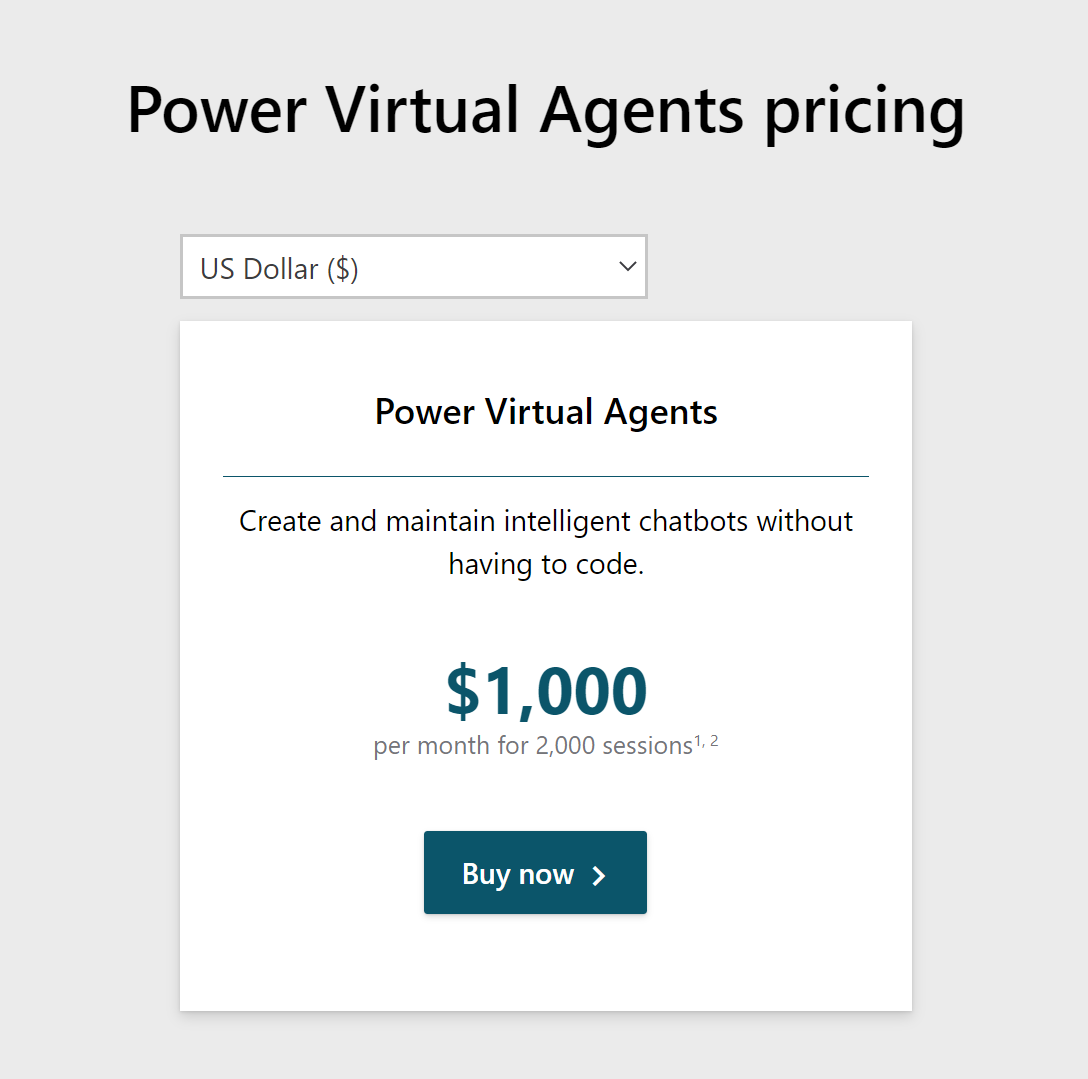 Power Virtual Agents pricing
US Dollar ($)
Power Virtual Agents
Create and maintain intelligent chatbots without
having to code.
$1,000
per month for 2,000 sessions1, 2
Buy now